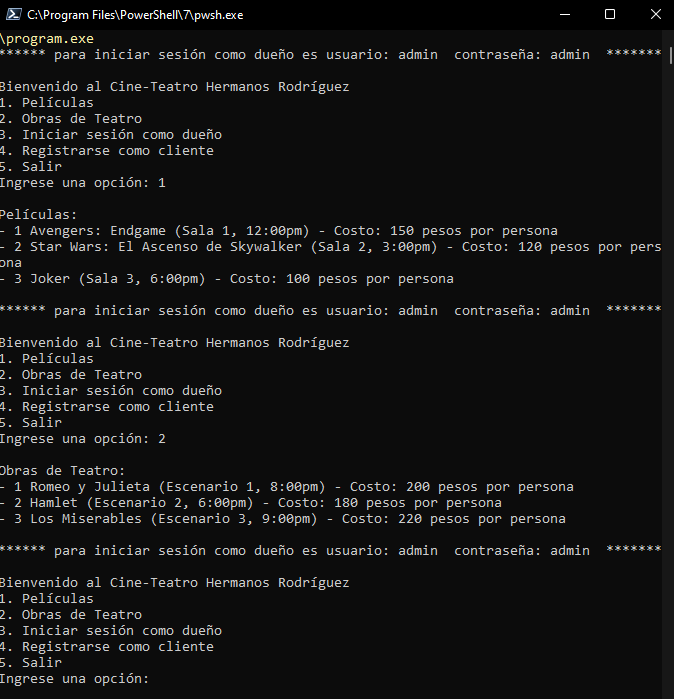 C:\Program Files\PowerShell\7\pwsh.exe
\program.exe
****** para iniciar sesión como dueño es usuario: admin  contraseña: admin  *******
Bienvenido al Cine-Teatro Hermanos Rodríguez
1. Películas
2. Obras de Teatro
3. Iniciar sesión como dueño
4. Registrarse como cliente
5. Salir
Ingrese una opción: 1
Películas:
- 1 Avengers: Endgame (Sala 1, 12:00pm) - Costo: 150 pesos por persona
- 2 Star Wars: El Ascenso de Skywalker (Sala 2, 3:00pm) - Costo: 120 pesos por pers
ona
- 3 Joker (Sala 3, 6:00pm) - Costo: 100 pesos por persona
****** para iniciar sesión como dueño es usuario: admin  contraseña: admin  *******
Bienvenido al Cine-Teatro Hermanos Rodríguez
1. Películas
2. Obras de Teatro
3. Iniciar sesión como dueño
4. Registrarse como cliente
5. Salir
Ingrese una opción: 2
Obras de Teatro:
- 1 Romeo y Julieta (Escenario 1, 8:00pm) - Costo: 200 pesos por persona
- 2 Hamlet (Escenario 2, 6:00pm) - Costo: 180 pesos por persona
- 3 Los Miserables (Escenario 3, 9:00pm) - Costo: 220 pesos por persona
****** para iniciar sesión como dueño es usuario: admin  contraseña: admin  *******
Bienvenido al Cine-Teatro Hermanos Rodríguez
1. Películas
2. Obras de Teatro
3. Iniciar sesión como dueño
4. Registrarse como cliente
5. Salir
Ingrese una opción: